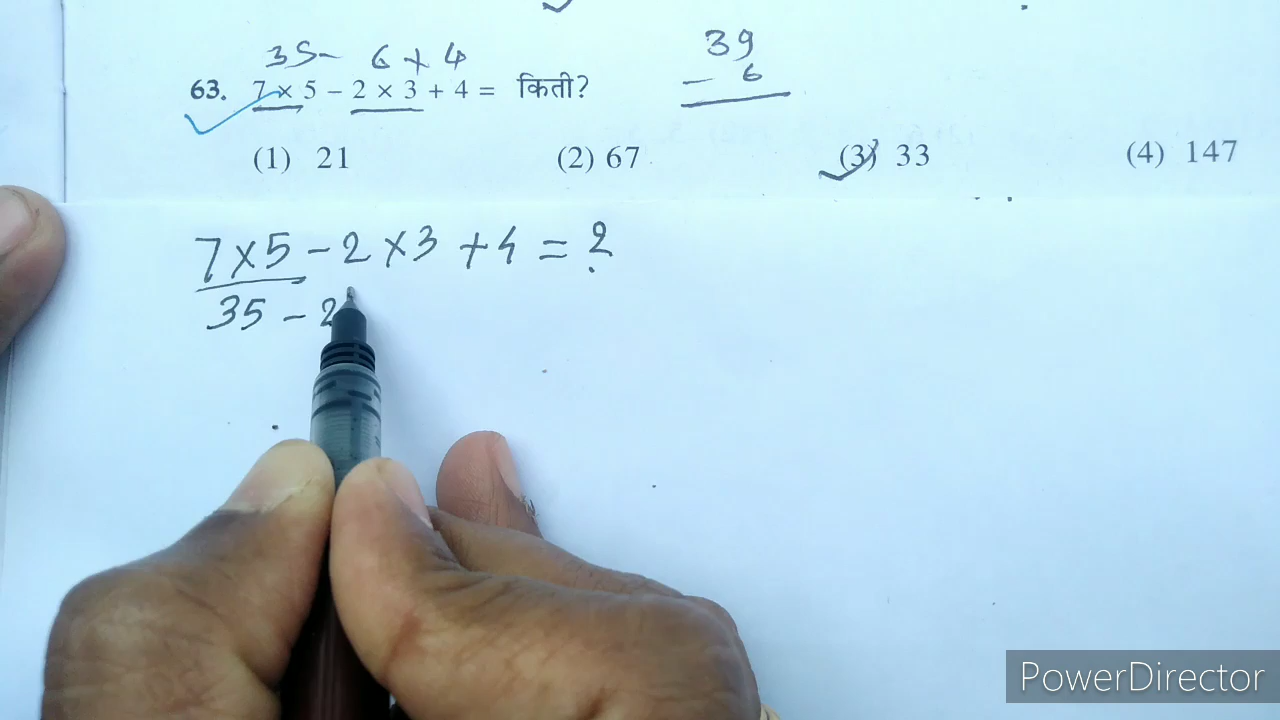 35- 6 + 4
39
- 6
63. 7 × 5 - 2 × 3 + 4 = किती?
(1) 21 (2) 67 (3) 33 (4) 147
7×5-2×3+4=?
35-2
PowerDirector